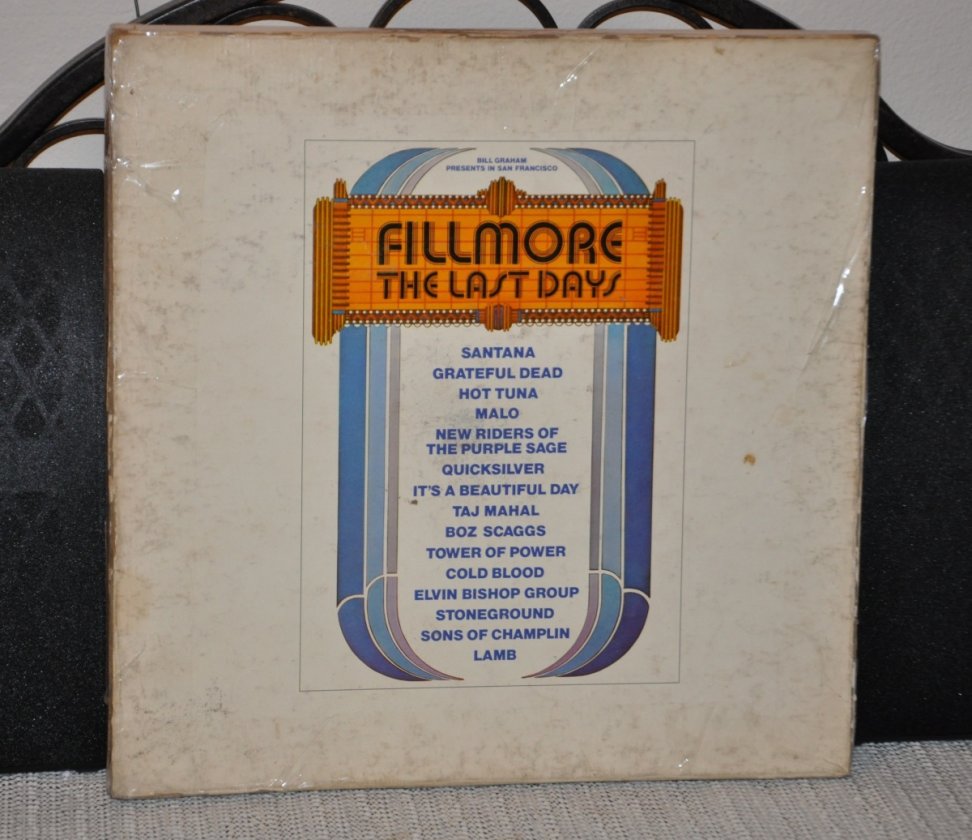 BILL GRAHAM
PRESENTS IN SAN FRANCISCO
FILLMORE
THE LAST DAYS
SANTANA
GRATEFUL DEAD
HOT TUNA
MALO
NEW RIDERS OF
THE PURPLE SAGE
QUICKSILVER
IT'S A BEAUTIFUL DAY
TAJ MAHAL
BOZ SCAGGS
TOWER OF POWER
COLD BLOOD
ELVIN BISHOP GROUP
STONEGROUND
SONS OF CHAMPLIN
LAMB